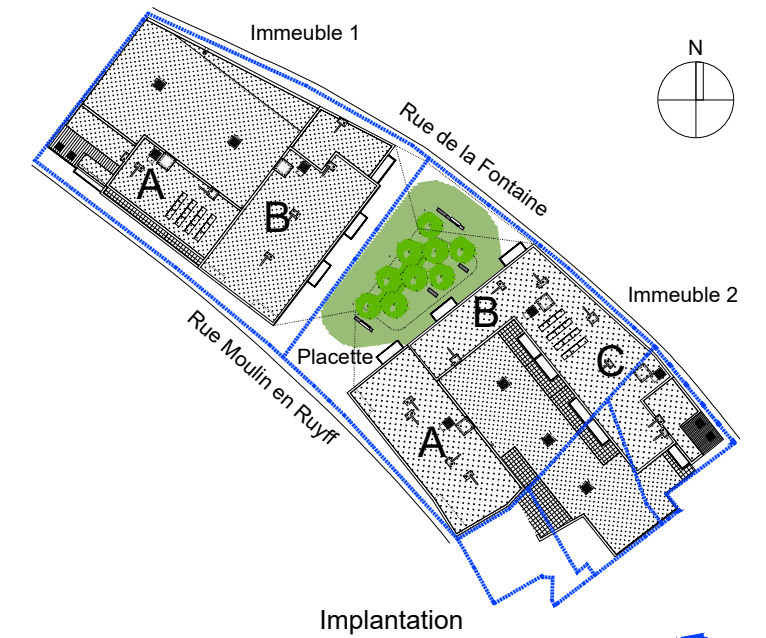 Immeuble 1
N
Rue de la Fontaine
A
B
Immeuble 2
B
Placette
C
Rue Moulin en Ruyff
A
Implantation